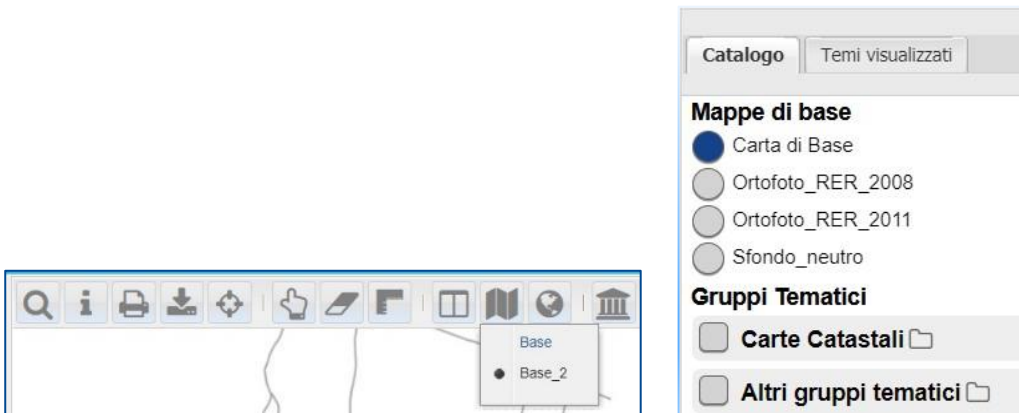 Base
Base_2
Catalogo
Temi visualizzati
Mappe di base
Carta di Base
Ortofoto_RER_2008
Ortofoto_RER_2011
Sfondo_neutro
Gruppi Tematici
Carte Catastali
Altri gruppi tematici